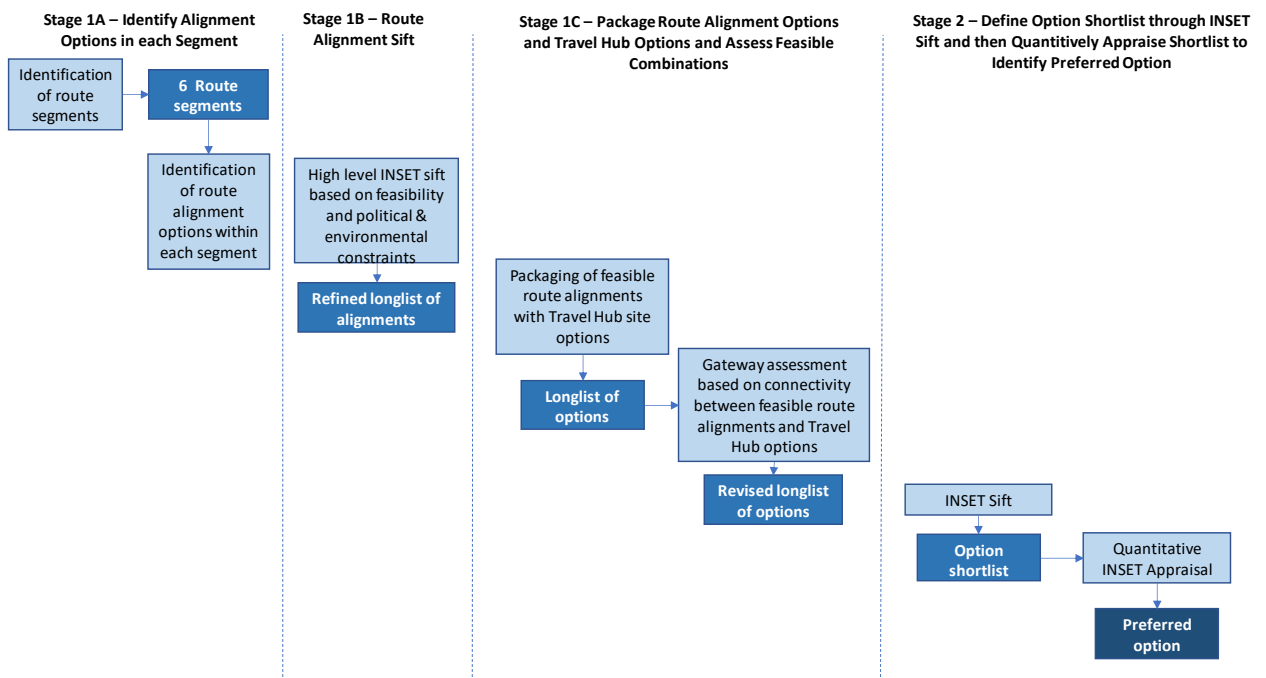 Stage 1A – Identify Alignment
Options in each Segment
Identification
of route
segments
6 Route
segments
Identification
of route
alignment
options within
each segment
Stage 1B – Route
Alignment Sift
High level INSET sift
based on feasibility
and political &
environmental
constraints
Refined longlist of
alignments
Stage 1C – Package Route Alignment Options
and Travel Hub Options and Assess Feasible
Combinations
Packaging of feasible
route alignments
with Travel Hub site
options
Longlist of
options
Gateway assessment
based on connectivity
between feasible route
alignments and Travel
Hub options
Revised longlist
of options
Stage 2 – Define Option Shortlist through INSET
Sift and then Quantitively Appraise Shortlist to
Identify Preferred Option
INSET Sift
Option
shortlist
Quantitative
INSET Appraisal
Preferred
option